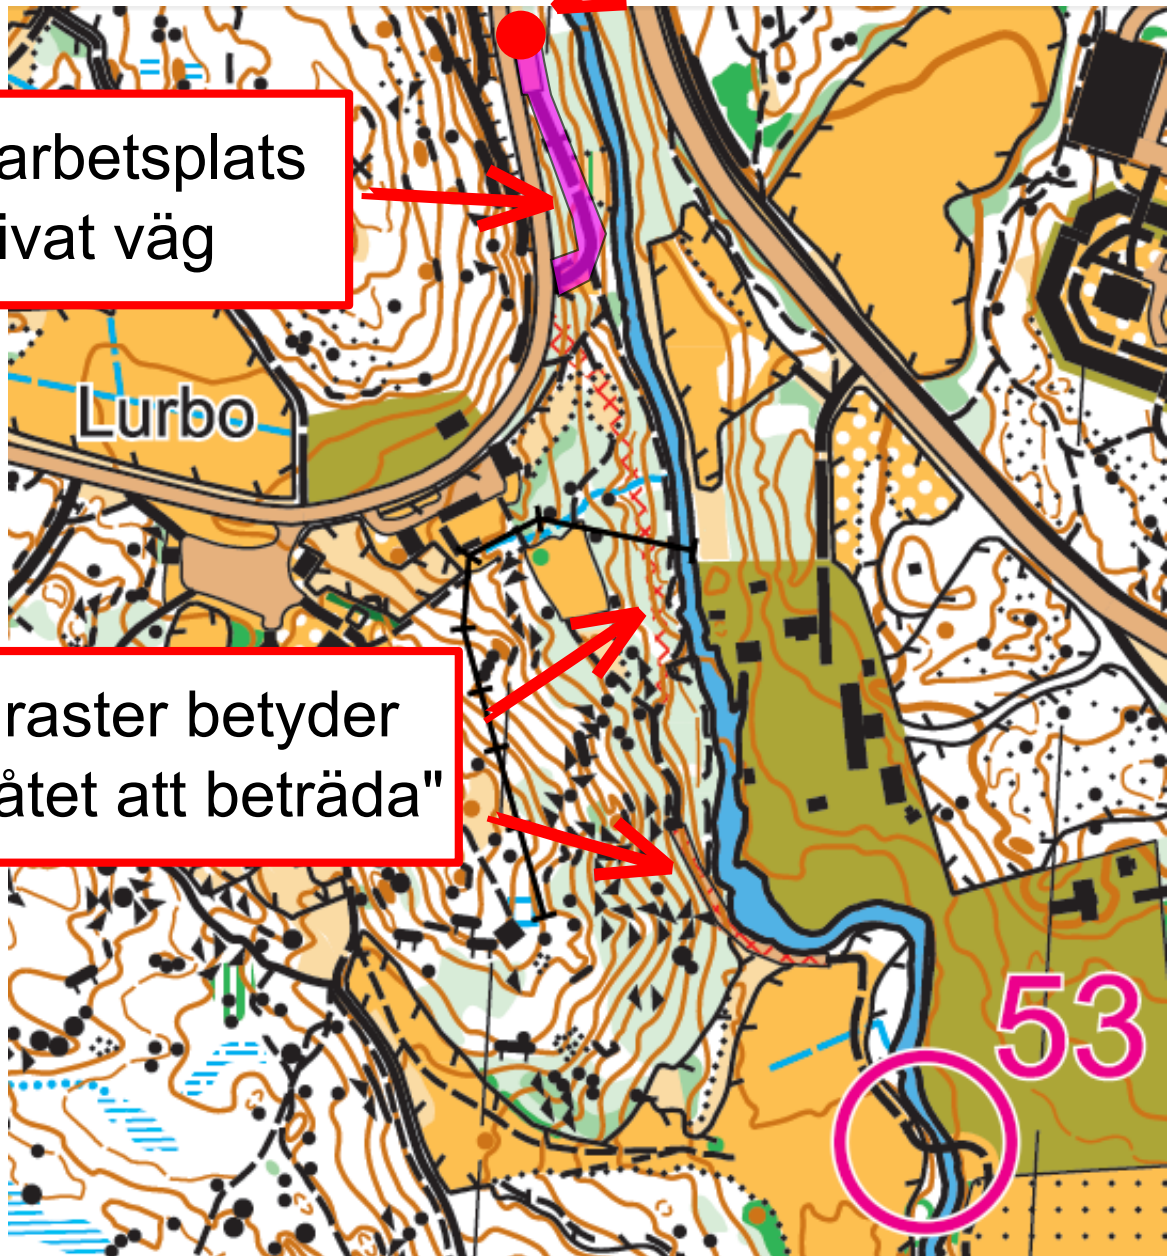 arbetsplats
ivat väg
Lurbo
raster betyder
åtet att beträda"
53